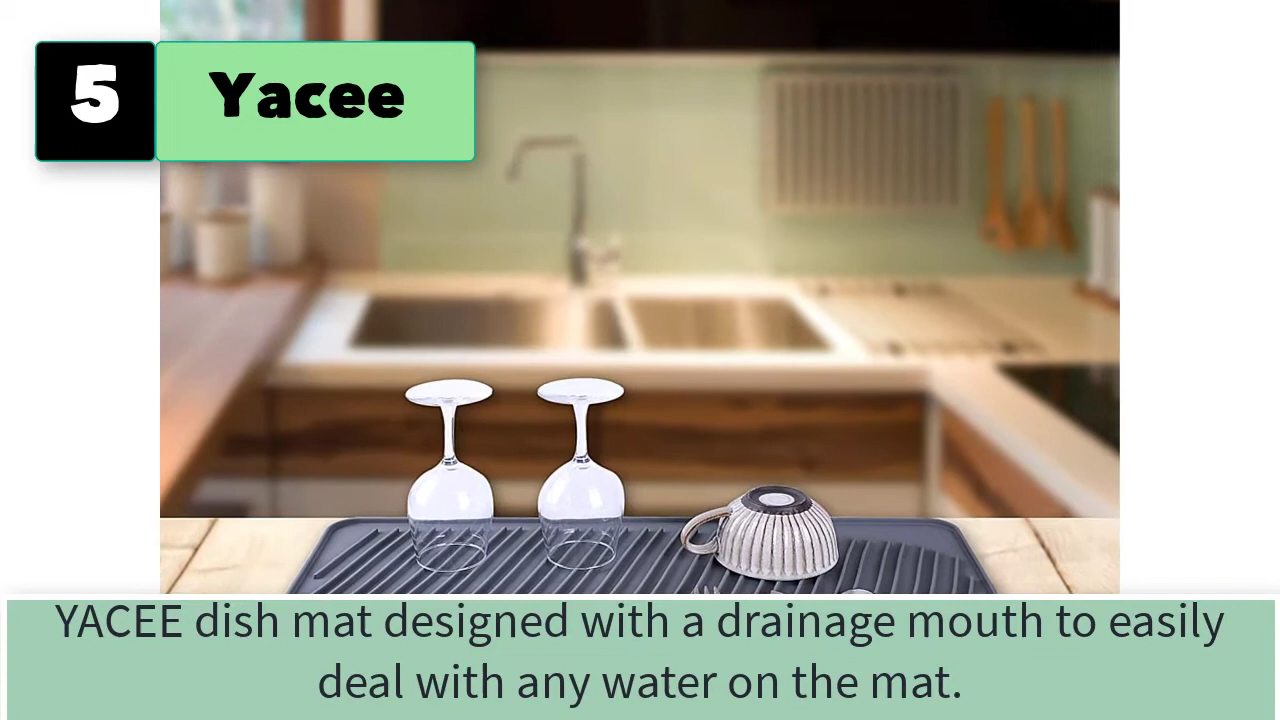 5
Yacee
YACEE dish mat designed with a drainage mouth to easily
deal with any water on the mat.